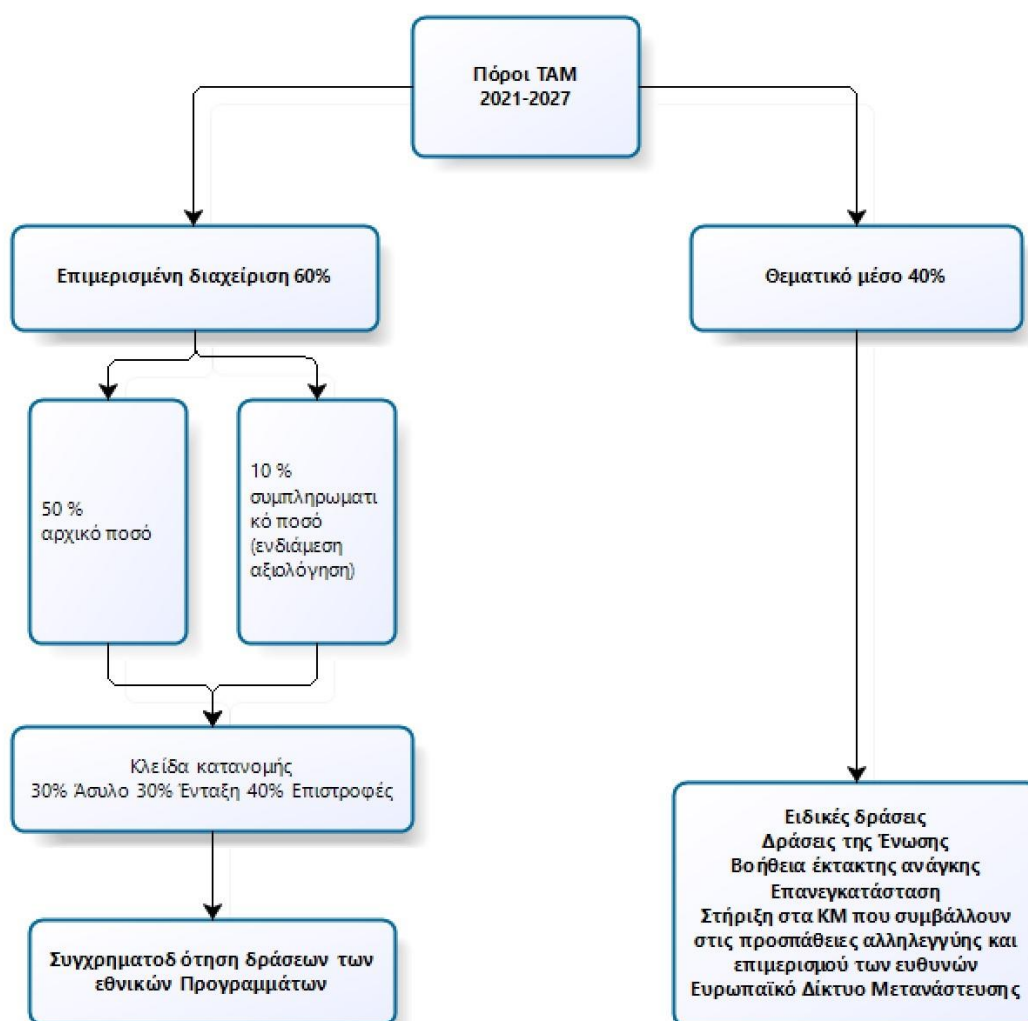 Πόροι ΤΑΜ
2021-2027
Επιμερισμένη διαχείριση 60%
Θεματικό μέσο 40%
50 %
αρχικό ποσό
10 %
συμπληρωματι
κό ποσό
(ενδιάμεση
αξιολόγηση)
Κλείδα κατανομής
30% Άσυλο 30% Ένταξη 40% Επιστροφές
Συγχρηματοδ ότηση δράσεων των
εθνικών Προγραμμάτων
Ειδικές δράσεις
Δράσεις της Ένωσης
Βοήθεια έκτακτης ανάγκης
Επανεγκατάσταση
Στήριξη στα ΚΜ που συμβάλλουν
στις προσπάθειες αλληλεγγύης και
επιμερισμού των ευθυνών
Ευρωπαϊκό Δίκτυο Μετανάστευσης